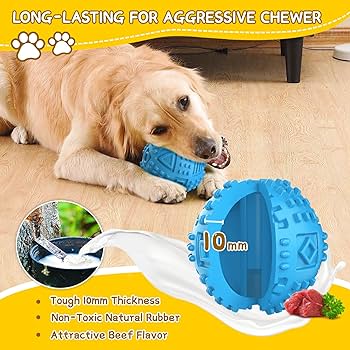 LONG-LASTING FOR AGGRESSIVE CHEWER
10mm
• Tough 10mm Thickness
• Non-Toxic Natural Rubber
• Attractive Beef Flavor